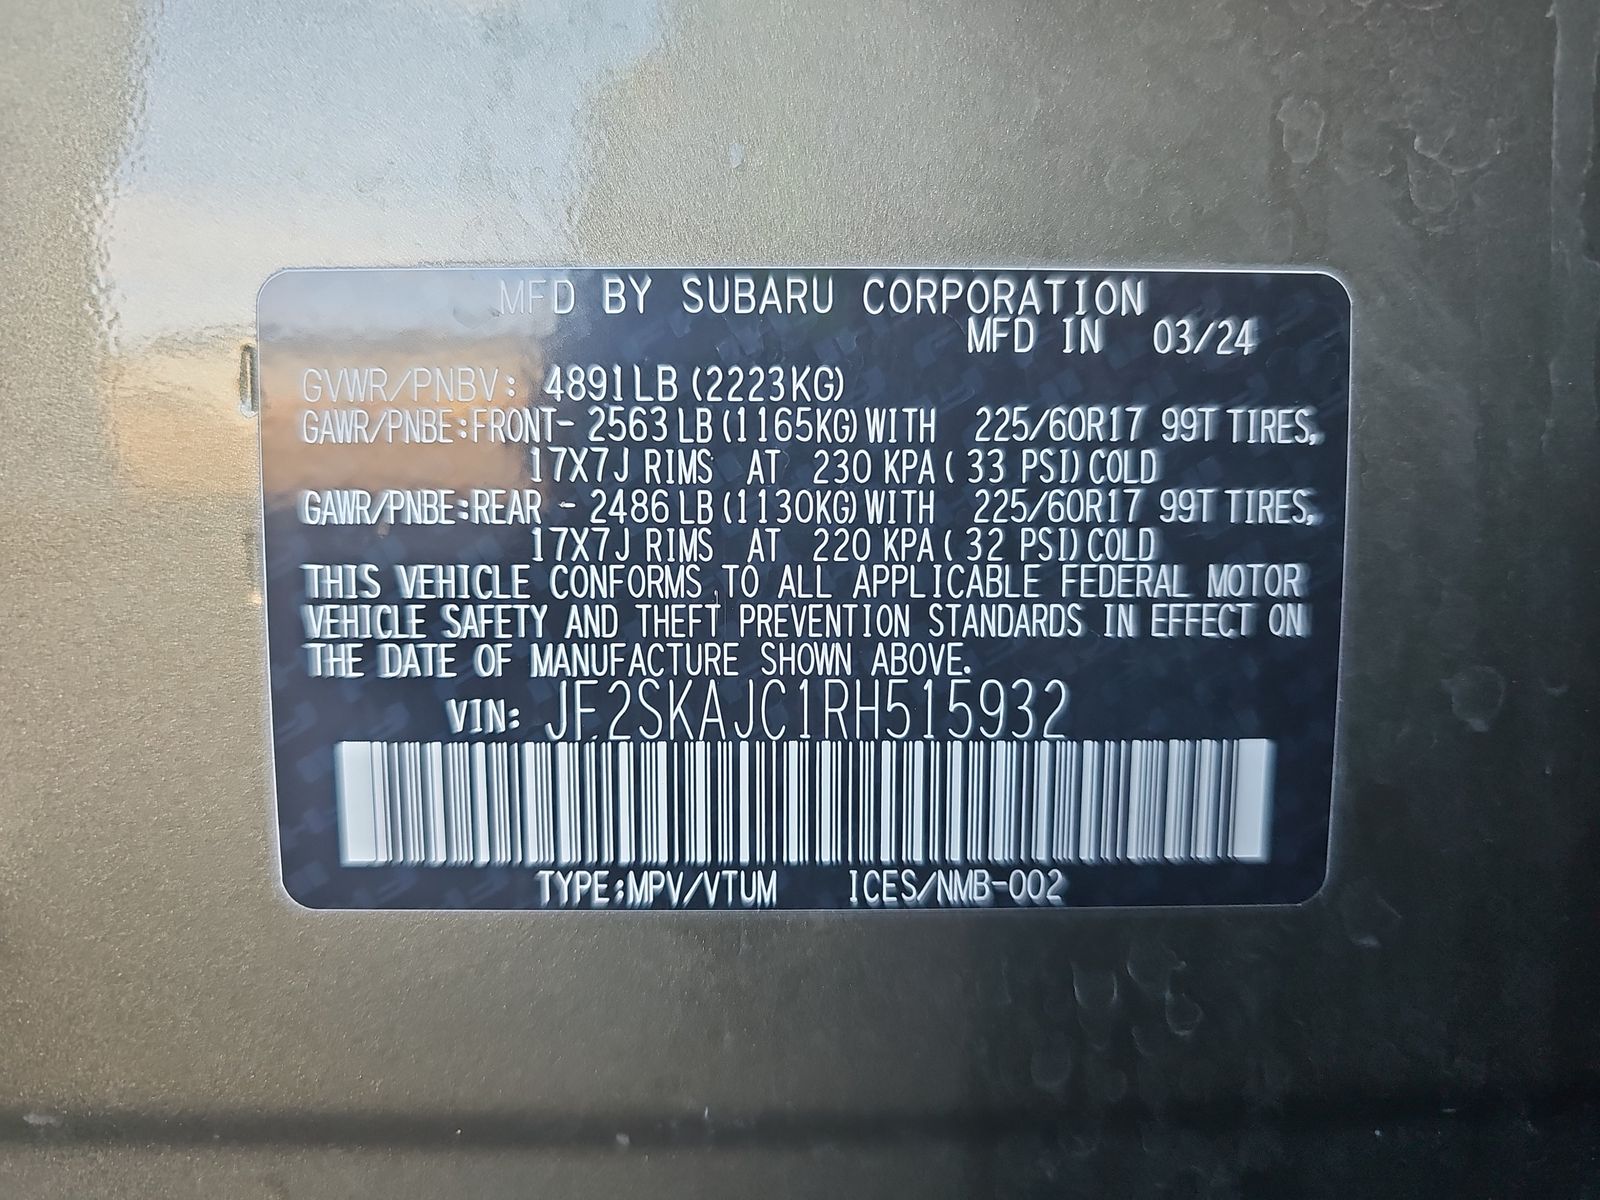 MFD BY SUBARU CORPORATION
MFD IN 03/24
GVWR/PNBV: 4891LB (2223KG)
GAWR/PNBE:FRONT- 2563LB (1165KG) WITH 225/60R17 99T TIRES,
17X7J RIMS AT 230 KPA( 33 PSI) COLD
GAWR/PNBE:REAR - 2486LB (1130KG) WITH 225/60R17 99T TIRES,
17X7J RIMS AT 220 KPA( 32 PSI) COLD
THIS VEHICLE CONFORMS TO ALL APPLICABLE FEDERAL MOTOR
VEHICLE SAFETY AND THEFT PREVENTION STANDARDS IN EFFECT ON
THE DATE OF MANUFACTURE SHOWN ABOVE.
VIN: JF2SKAJC1RH515932
TYPE:MPV/VTUM ICES/NMB-002